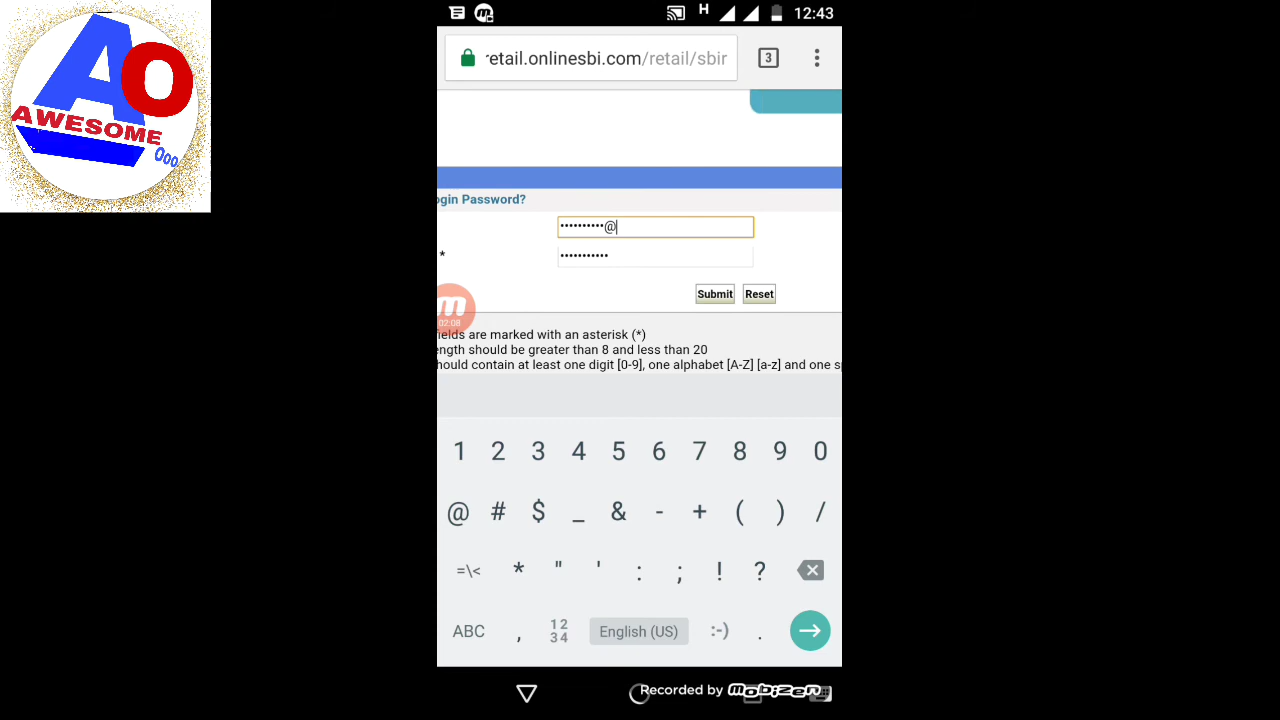 AO
AWESOME
Ooo
H
12:43
retail.onlinesbi.com/retail/sbir
3
ogin Password?
••••••••••@
*
•••••••••••
Submit
Reset
02:08
ields are marked with an asterisk (*)
ength should be greater than 8 and less than 20
hould contain at least one digit [0-9], one alphabet [A-Z] [a-z] and one s
1 2 3 4 5 6 7 8 9 0
@ # $ _ & - + ( ) /
=\< * " ' : ; ! ?
ABC , 12 34 English (US) :-) .
Recorded by mobizen